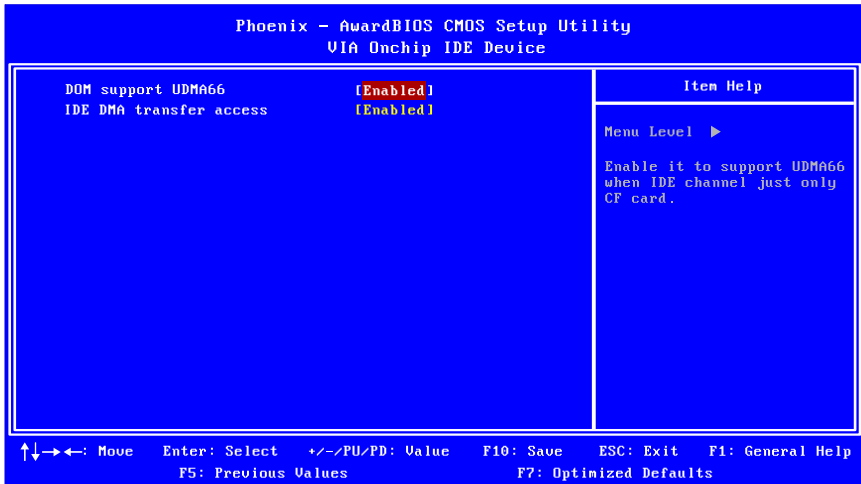 Phoenix - AwardBIOS CMOS Setup Utility
VIA Onchip IDE Device
DOM support UDMA66 [Enabled]
IDE DMA transfer access [Enabled]
Item Help
Menu Level ▶
Enable it to support UDMA66
when IDE channel just only
CF card.
↑↓→←: Move Enter: Select +/-/PU/PD: Value F10: Save ESC: Exit F1: General Help
F5: Previous Values F7: Optimized Defaults